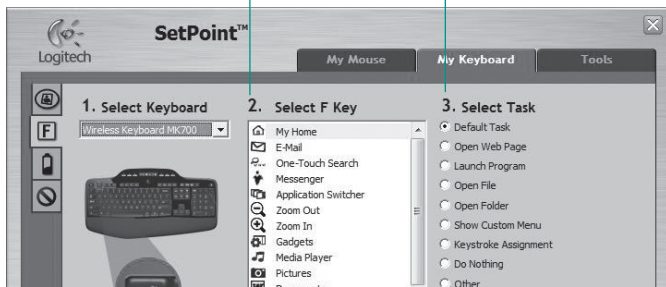 SetPoint™
Logitech
My Mouse
My Keyboard
Tools
1. Select Keyboard
Wireless Keyboard MK700
2. Select F Key
My Home
E-Mail
One-Touch Search
Messenger
Application Switcher
Zoom Out
Zoom In
Gadgets
Media Player
Pictures
3. Select Task
Default Task
Open Web Page
Launch Program
Open File
Open Folder
Show Custom Menu
Keystroke Assignment
Do Nothing
Other